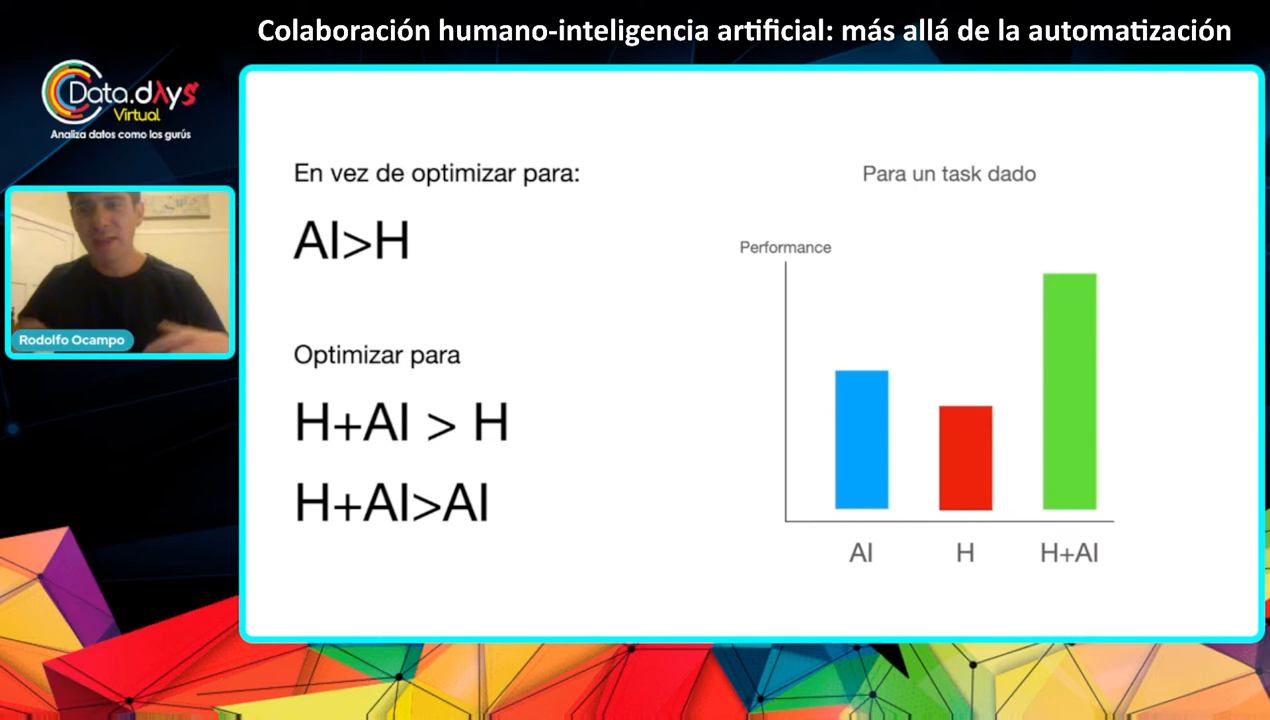 Colaboración humano-inteligencia artificial: más allá de la automatización
Data.dλys
Virtual
Analiza datos como los gurús
Rodolfo Ocampo
En vez de optimizar para:
AI>H
Optimizar para
H+AI > H
H+AI>AI
Para un task dado
Performance
AI H H+AI